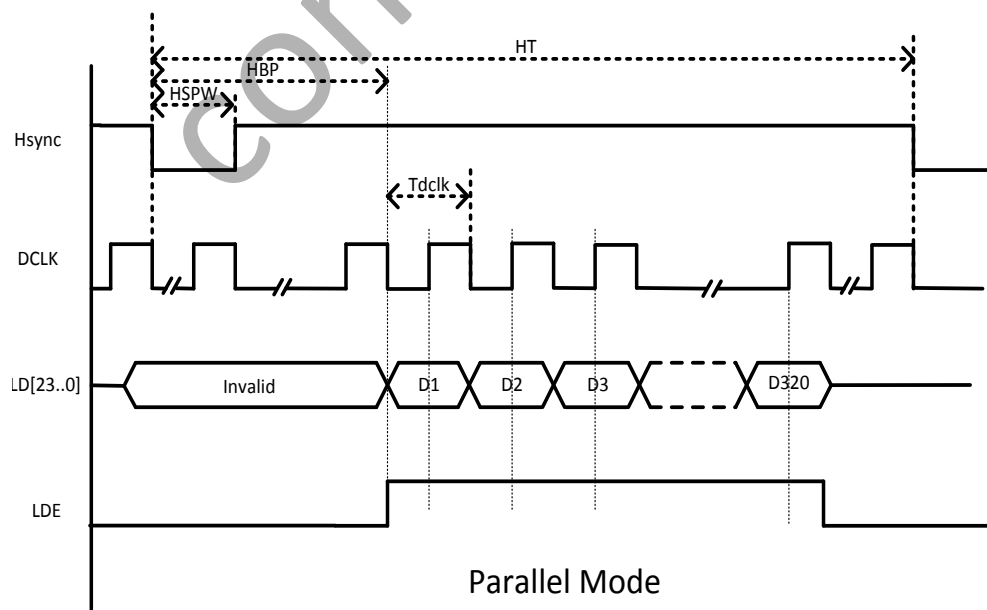 HT
HBP
HSPW
Hsync
Tdclk
DCLK
LD[23..0]
Invalid
D1
D2
D3
D320
LDE
Parallel Mode